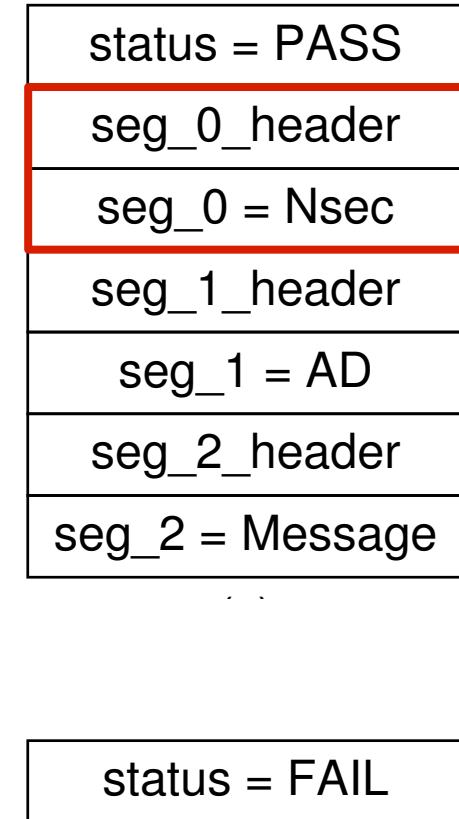 status = PASS
seg_0_header
seg_0 = Nsec
seg_1_header
seg_1 = AD
seg_2_header
seg_2 = Message
status = FAIL